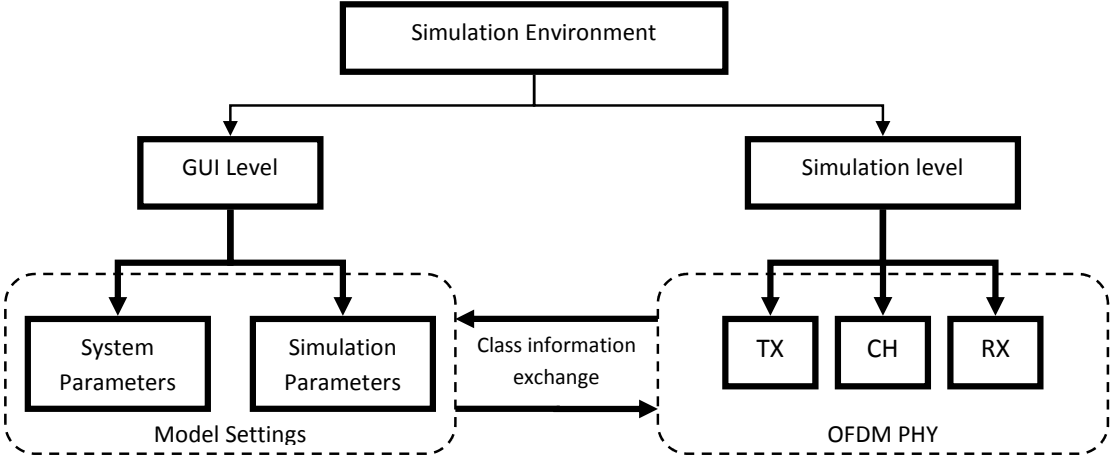 Simulation Environment
GUI Level
Simulation level
System
Parameters
Simulation
Parameters
Class information
exchange
TX
CH
RX
Model Settings
OFDM PHY